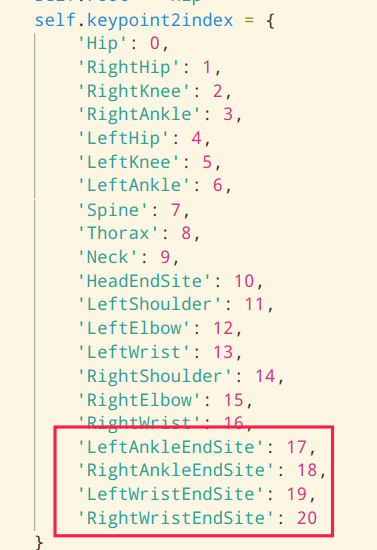 self.keypoint2index = {
'Hip': 0,
'RightHip': 1,
'RightKnee': 2,
'RightAnkle': 3,
'LeftHip': 4,
'LeftKnee': 5,
'LeftAnkle': 6,
'Spine': 7,
'Thorax': 8,
'Neck': 9,
'HeadEndSite': 10,
'LeftShoulder': 11,
'LeftElbow': 12,
'LeftWrist': 13,
'RightShoulder': 14,
'RightElbow': 15,
'RightWrist': 16,
'LeftAnkleEndSite': 17,
'RightAnkleEndSite': 18,
'LeftWristEndSite': 19,
'RightWristEndSite': 20
}